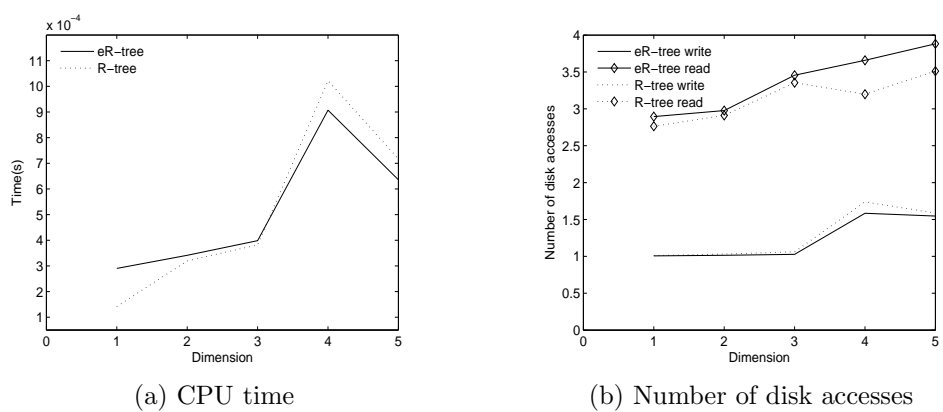 x 10⁻⁴
11
10
9
8
7
6
5
4
3
2
1
Time(s)
eR−tree
R−tree
0 1 2 3 4 5
Dimension
(a) CPU time
4
3.5
3
2.5
2
1.5
1
0.5
0
Number of disk accesses
eR−tree write
eR−tree read
R−tree write
R−tree read
0 1 2 3 4 5
Dimension
(b) Number of disk accesses